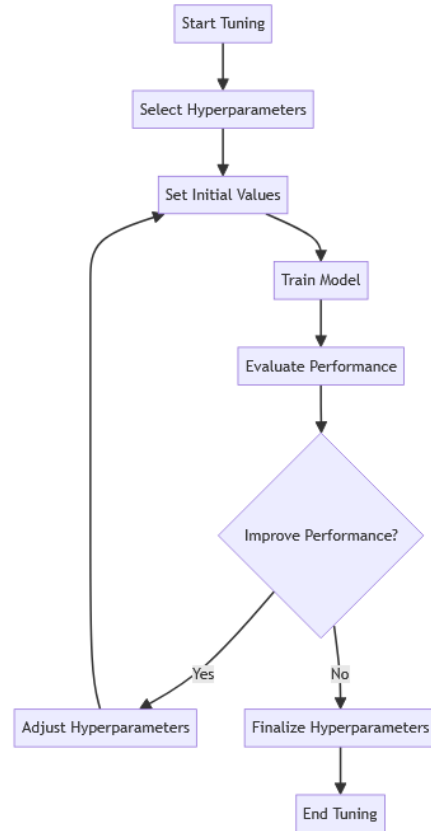 Start Tuning
Select Hyperparameters
Set Initial Values
Train Model
Evaluate Performance
Improve Performance?
Yes
No
Adjust Hyperparameters
Finalize Hyperparameters
End Tuning